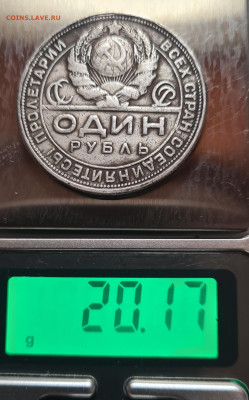 COINS.LAVE.RU
ПРОЛЕТАРИИ ВСЕХ СТРАН, СОЕДИНЯЙТЕСЬ
С С С Р
ОДИН
РУБЛЬ
20.17
g